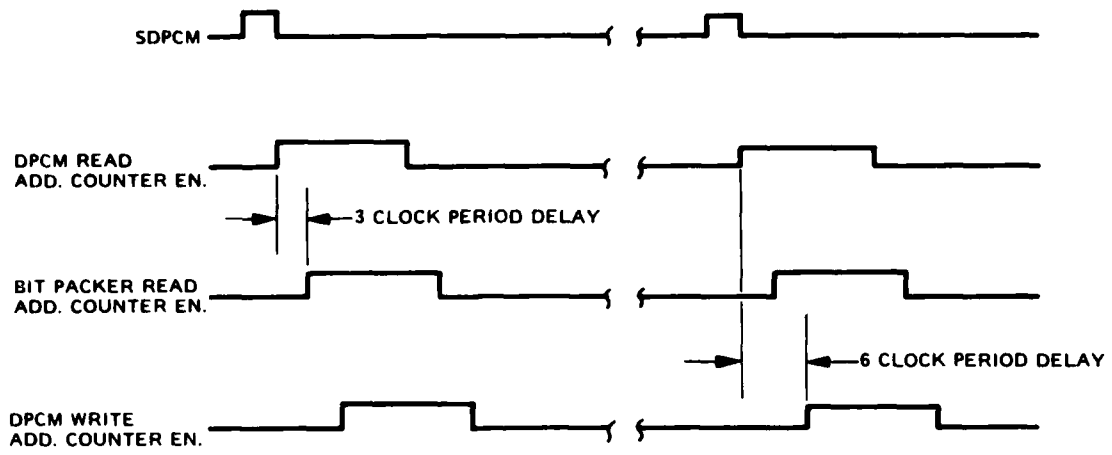 SDPCM
DPCM READ
ADD. COUNTER EN.
3 CLOCK PERIOD DELAY
BIT PACKER READ
ADD. COUNTER EN.
6 CLOCK PERIOD DELAY
DPCM WRITE
ADD. COUNTER EN.